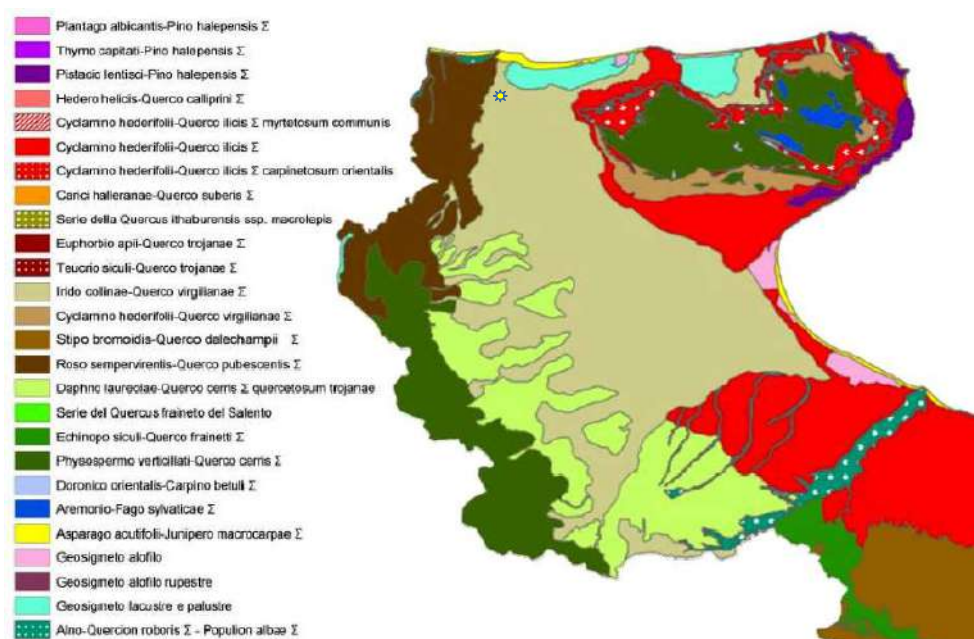 Plantago albicantis-Pino halepensis Σ
Thymo capitati-Pino halepensis Σ
Pistacio lentisci-Pino halepensis Σ
Hedero helicis-Querco calliprini Σ
Cyclamino hederifolii-Querco ilicis Σ myrtetosum communis
Cyclamino hederifolii-Querco ilicis Σ
Cyclamino hederifolii-Querco ilicis Σ carpinetosum orientalis
Carici halleranae-Querco suberis Σ
Serie della Quercus ithaburensis ssp. macrolepis
Euphorbio apii-Querco trojanae Σ
Teucrio siculi-Querco trojanae Σ
Irido collinae-Querco virgilianae Σ
Cyclamino hederifolii-Querco virgilianae Σ
Stipo bromoidis-Querco dalechampii Σ
Roso sempervirentis-Querco pubescentis Σ
Daphno laureolae-Querco cerris Σ quercetosum trojanae
Serie del Quercus fraineto del Salento
Echinopo siculi-Querco frainetti Σ
Physospermo verticillati-Querco cerris Σ
Doronico orientalis-Carpino betuli Σ
Aremonio-Fago sylvaticae Σ
Asparago acutifolii-Junipero macrocarpae Σ
Geosigmeto alofilo
Geosigmeto alofilo rupestre
Geosigmeto lacustre e palustre
Alno-Quercion roboris Σ - Populion albae Σ